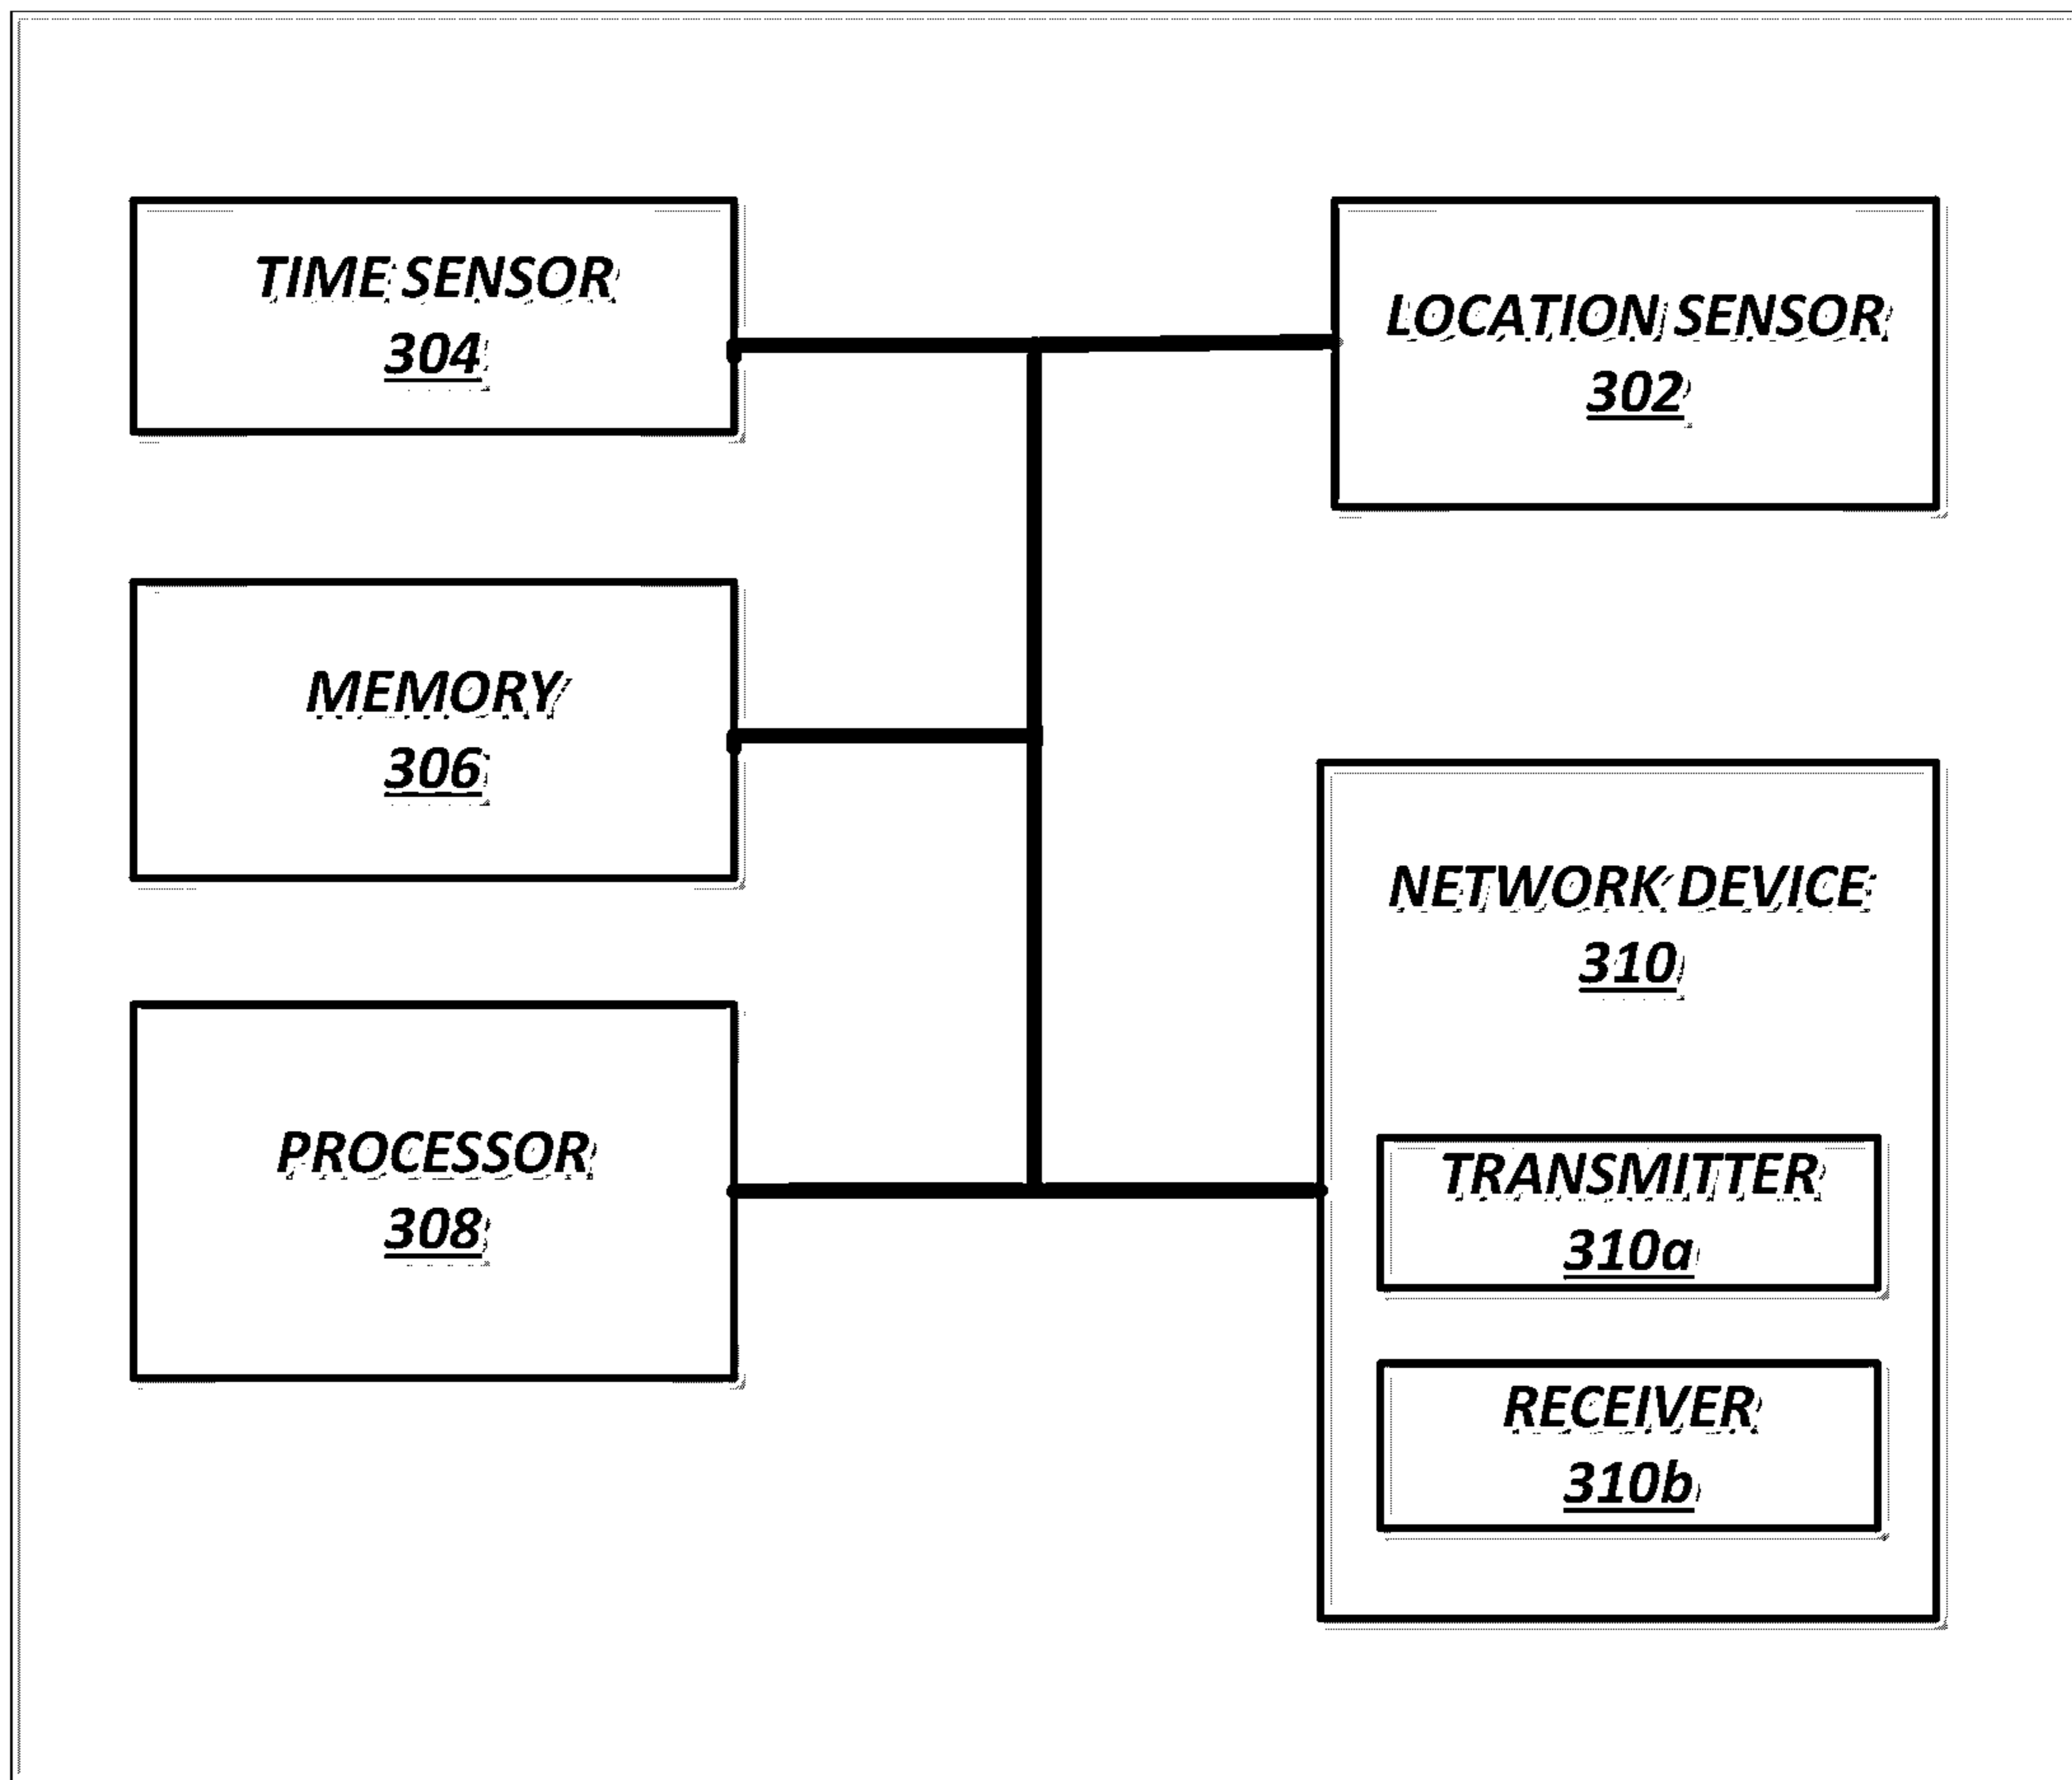 TIME SENSOR
304
LOCATION SENSOR
302
MEMORY
306
NETWORK DEVICE
310
PROCESSOR
308
TRANSMITTER
310a
RECEIVER
310b